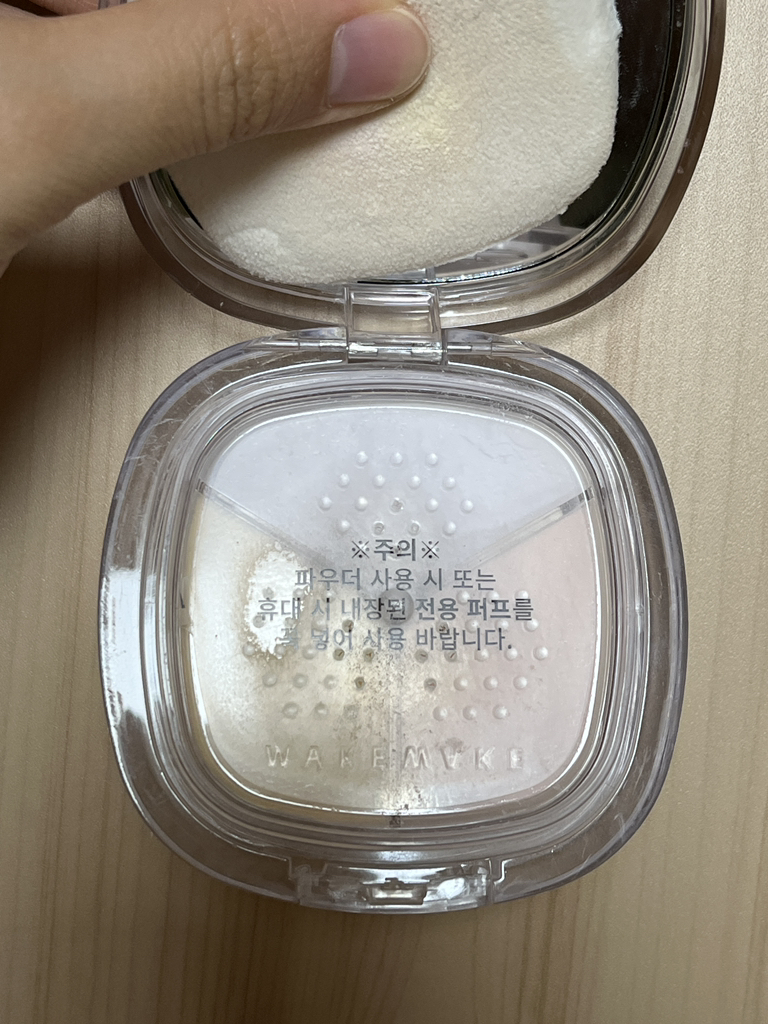 ※주의※
파우더 사용 시 또는
휴대 시 내장된 전용 퍼프를
꼭 넣어 사용 바랍니다.
WAKEMAKE